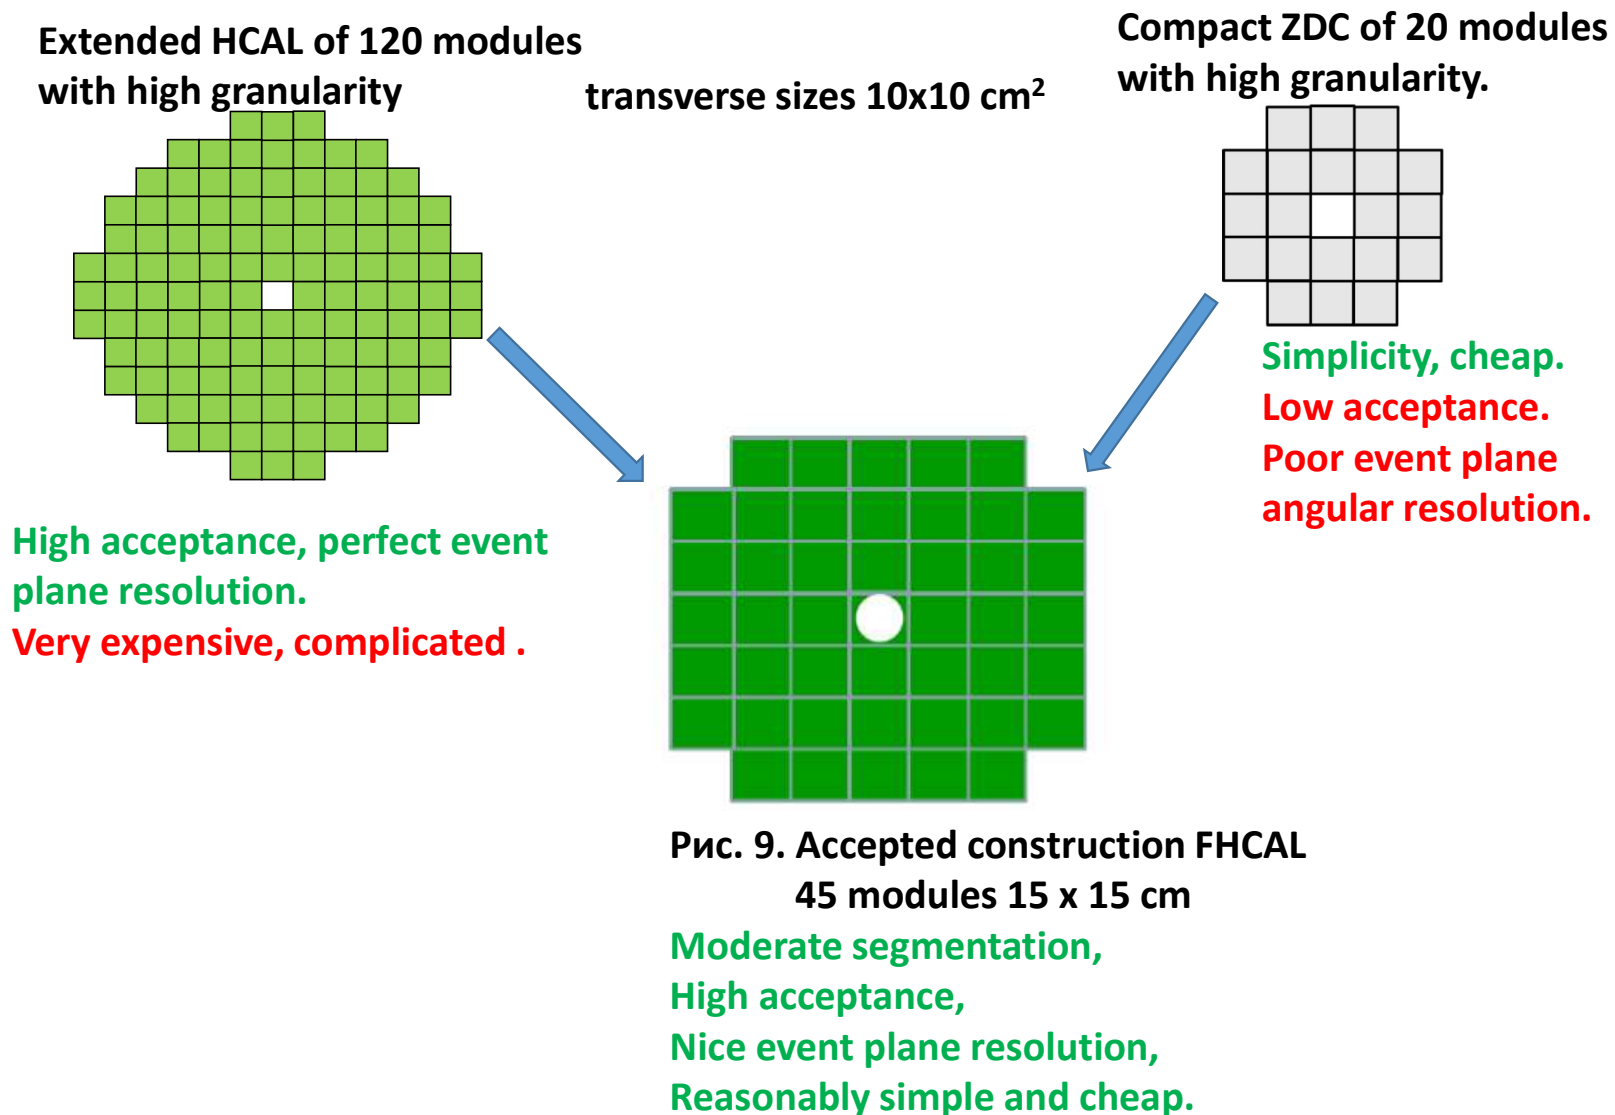 Extended HCAL of 120 modules
with high granularity
transverse sizes 10x10 cm²
Compact ZDC of 20 modules
with high granularity.
Simplicity, cheap.
Low acceptance.
Poor event plane
angular resolution.
High acceptance, perfect event
plane resolution.
Very expensive, complicated .
Рис. 9. Accepted construction FHCAL
45 modules 15 x 15 cm
Moderate segmentation,
High acceptance,
Nice event plane resolution,
Reasonably simple and cheap.